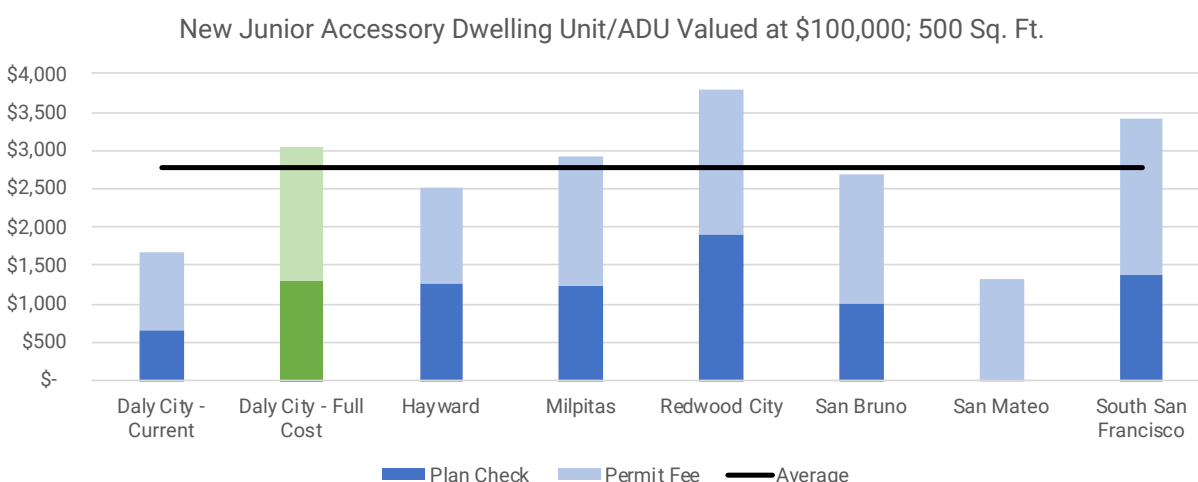 New Junior Accessory Dwelling Unit/ADU Valued at $100,000; 500 Sq. Ft.
$4,000
$3,500
$3,000
$2,500
$2,000
$1,500
$1,000
$500
$-
Daly City - Current
Daly City - Full Cost
Hayward
Milpitas
Redwood City
San Bruno
San Mateo
South San Francisco
Plan Check
Permit Fee
Average